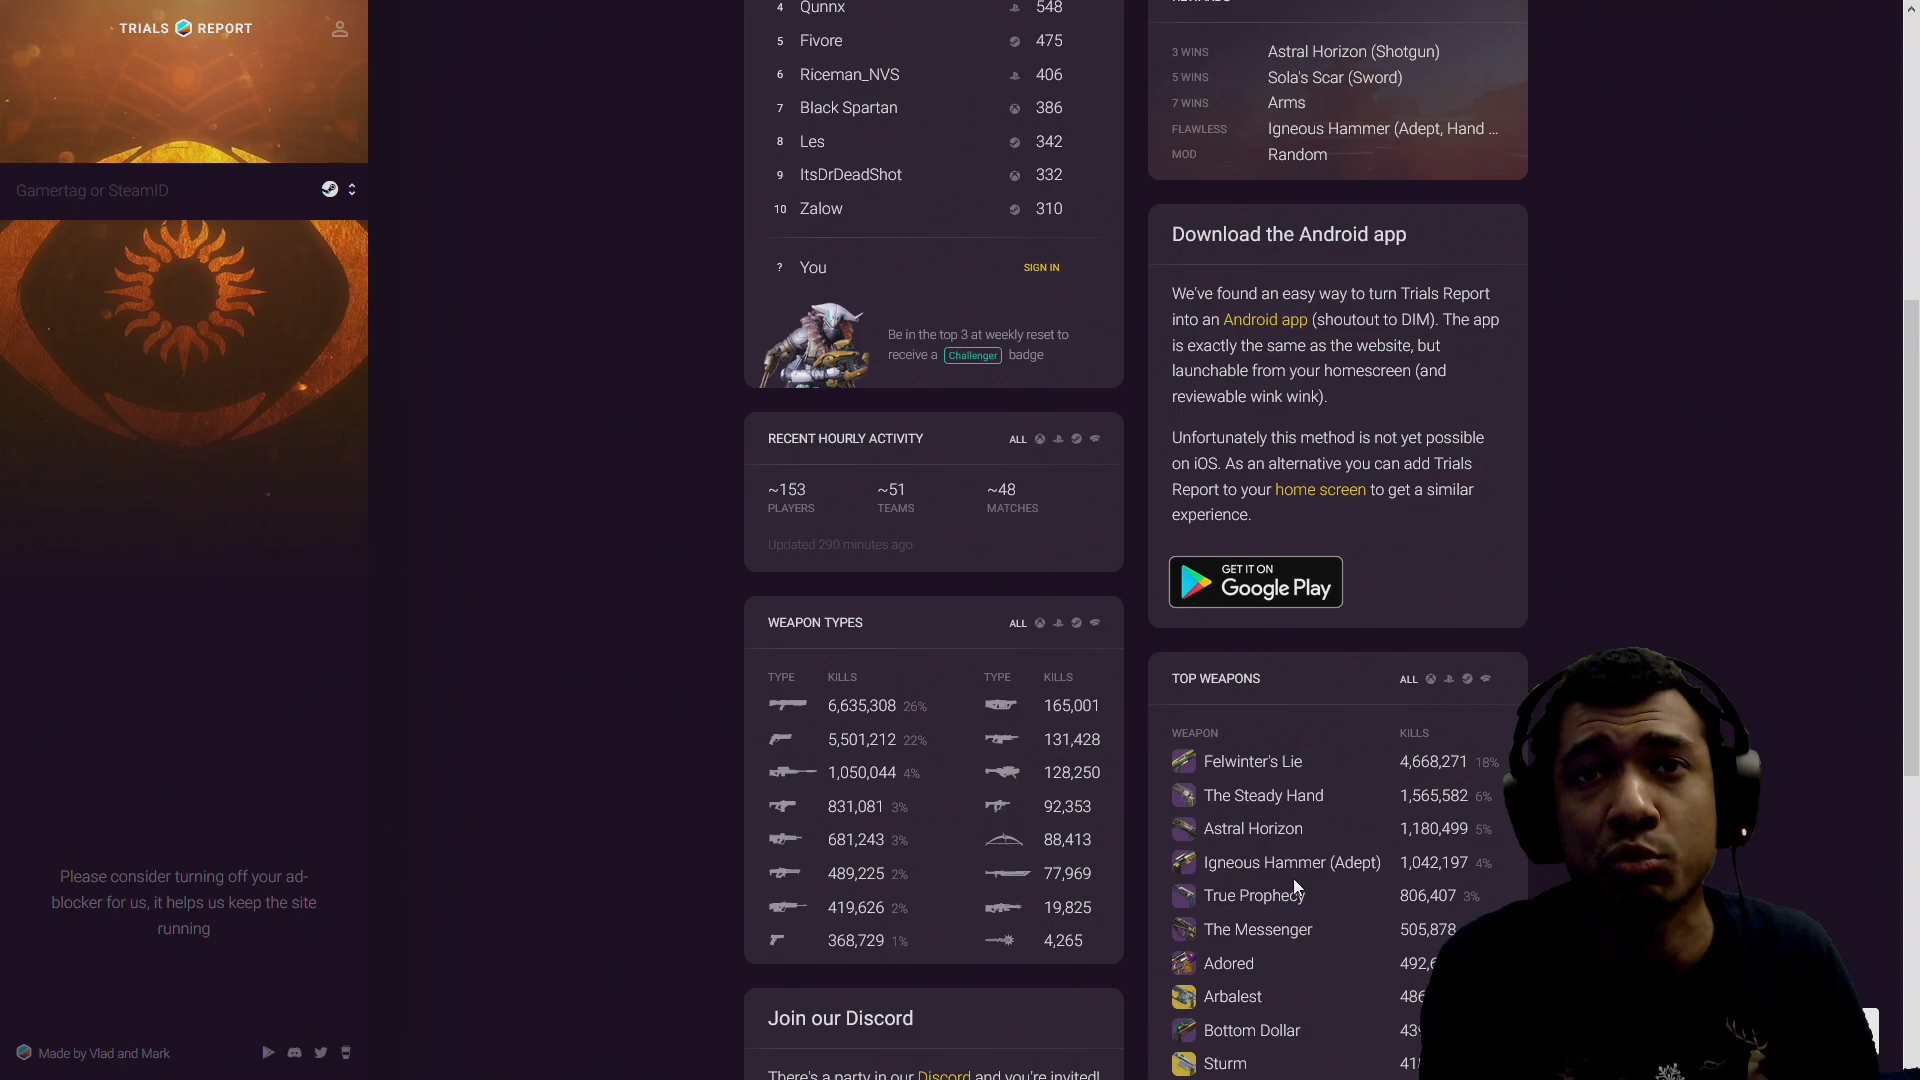 TRIALS REPORT
Gamertag or SteamID
Please consider turning off your ad-
blocker for us, it helps us keep the site
running
Made by Vlad and Mark
4 Qunnx 548
5 Fivore 475
6 Riceman_NVS 406
7 Black Spartan 386
8 Les 342
9 ItsDrDeadShot 332
10 Zalow 310
? You SIGN IN
Be in the top 3 at weekly reset to
receive a Challenger badge
RECENT HOURLY ACTIVITY ALL
~153 ~51 ~48
PLAYERS TEAMS MATCHES
Updated 290 minutes ago
WEAPON TYPES ALL
TYPE KILLS TYPE KILLS
6,635,308 26% 165,001
5,501,212 22% 131,428
1,050,044 4% 128,250
831,081 3% 92,353
681,243 3% 88,413
489,225 2% 77,969
419,626 2% 19,825
368,729 1% 4,265
Join our Discord
There's a party in our Discord and you're invited!
3 WINS Astral Horizon (Shotgun)
5 WINS Sola's Scar (Sword)
7 WINS Arms
FLAWLESS Igneous Hammer (Adept, Hand ...
MOD Random
Download the Android app
We've found an easy way to turn Trials Report
into an Android app (shoutout to DIM). The app
is exactly the same as the website, but
launchable from your homescreen (and
reviewable wink wink).
Unfortunately this method is not yet possible
on iOS. As an alternative you can add Trials
Report to your home screen to get a similar
experience.
GET IT ON
Google Play
TOP WEAPONS ALL
WEAPON KILLS
Felwinter's Lie 4,668,271 18%
The Steady Hand 1,565,582 6%
Astral Horizon 1,180,499 5%
Igneous Hammer (Adept) 1,042,197 4%
True Prophecy 806,407 3%
The Messenger 505,878
Adored 492,
Arbalest 486
Bottom Dollar
Sturm